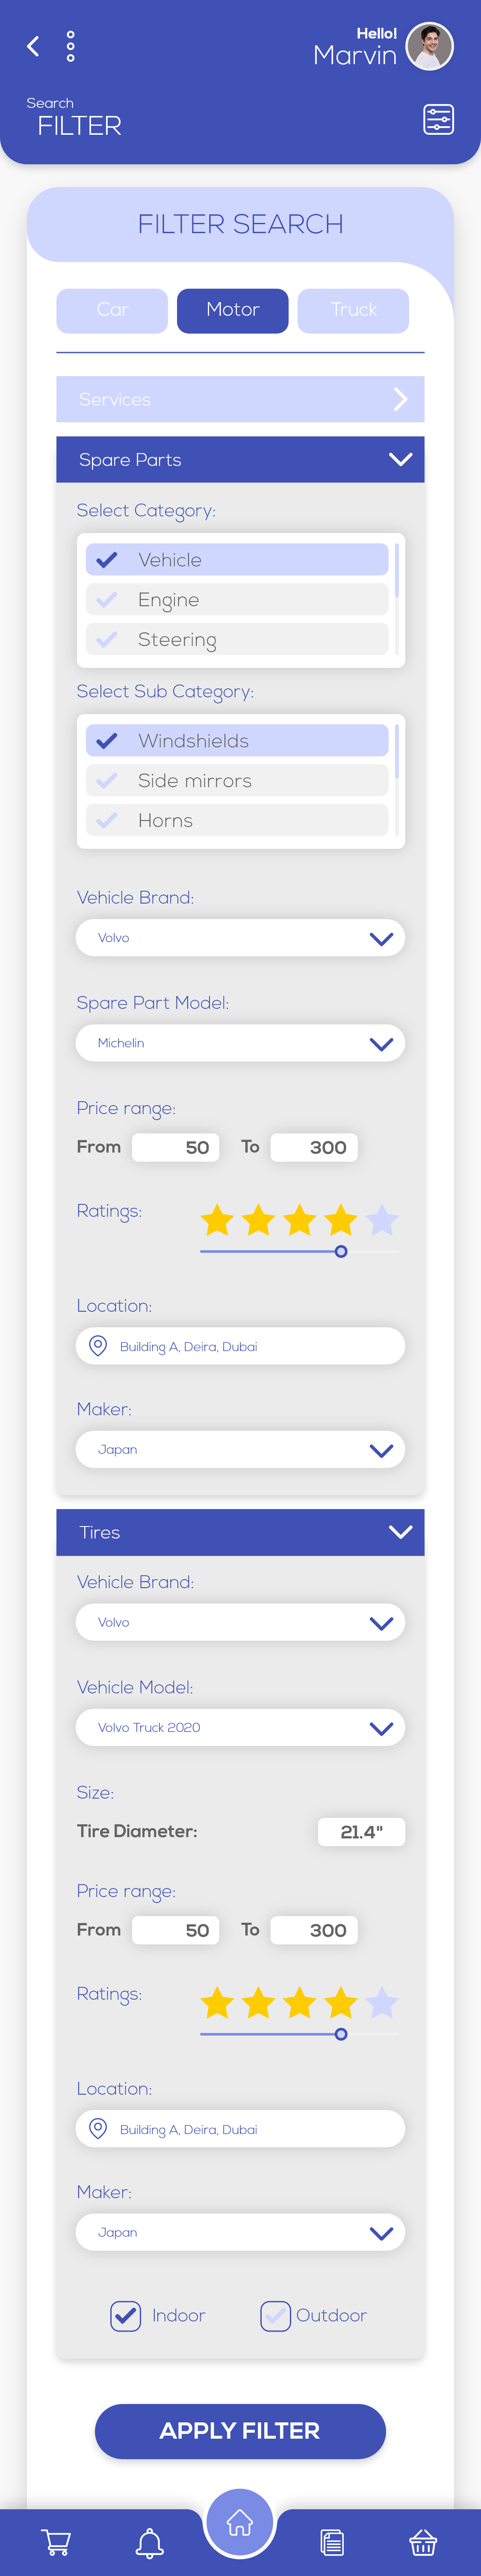 Hello!
Marvin
Search
FILTER
FILTER SEARCH
Car
Motor
Truck
Services
Spare Parts
Select Category:
Vehicle
Engine
Steering
Select Sub Category:
Windshields
Side mirrors
Horns
Vehicle Brand:
Volvo
Spare Part Model:
Michelin
Price range:
From 50 To 300
Ratings:
Location:
Building A, Deira, Dubai
Maker:
Japan
Tires
Vehicle Brand:
Volvo
Vehicle Model:
Volvo Truck 2020
Size:
Tire Diameter: 21.4"
Price range:
From 50 To 300
Ratings:
Location:
Building A, Deira, Dubai
Maker:
Japan
Indoor
Outdoor
APPLY FILTER